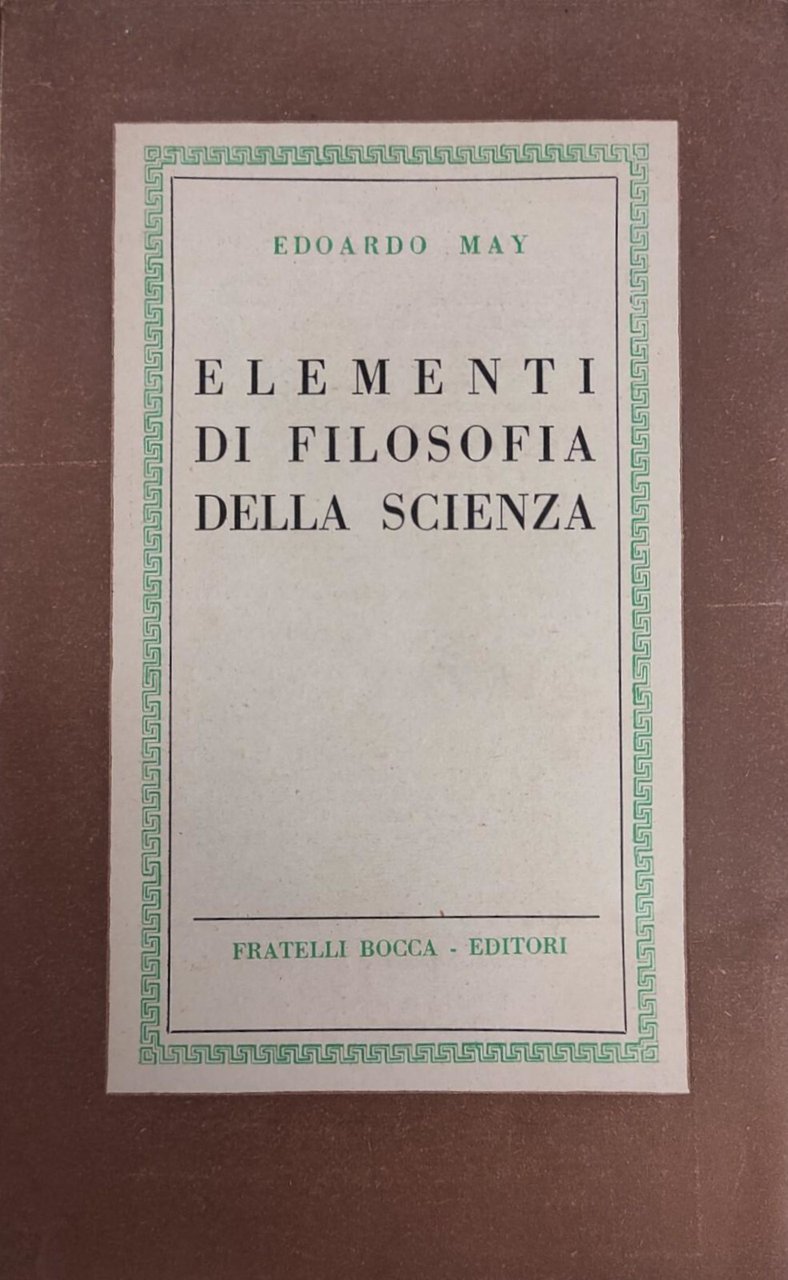 EDOARDO MAY
ELEMENTI
DI FILOSOFIA
DELLA SCIENZA
FRATELLI BOCCA - EDITORI